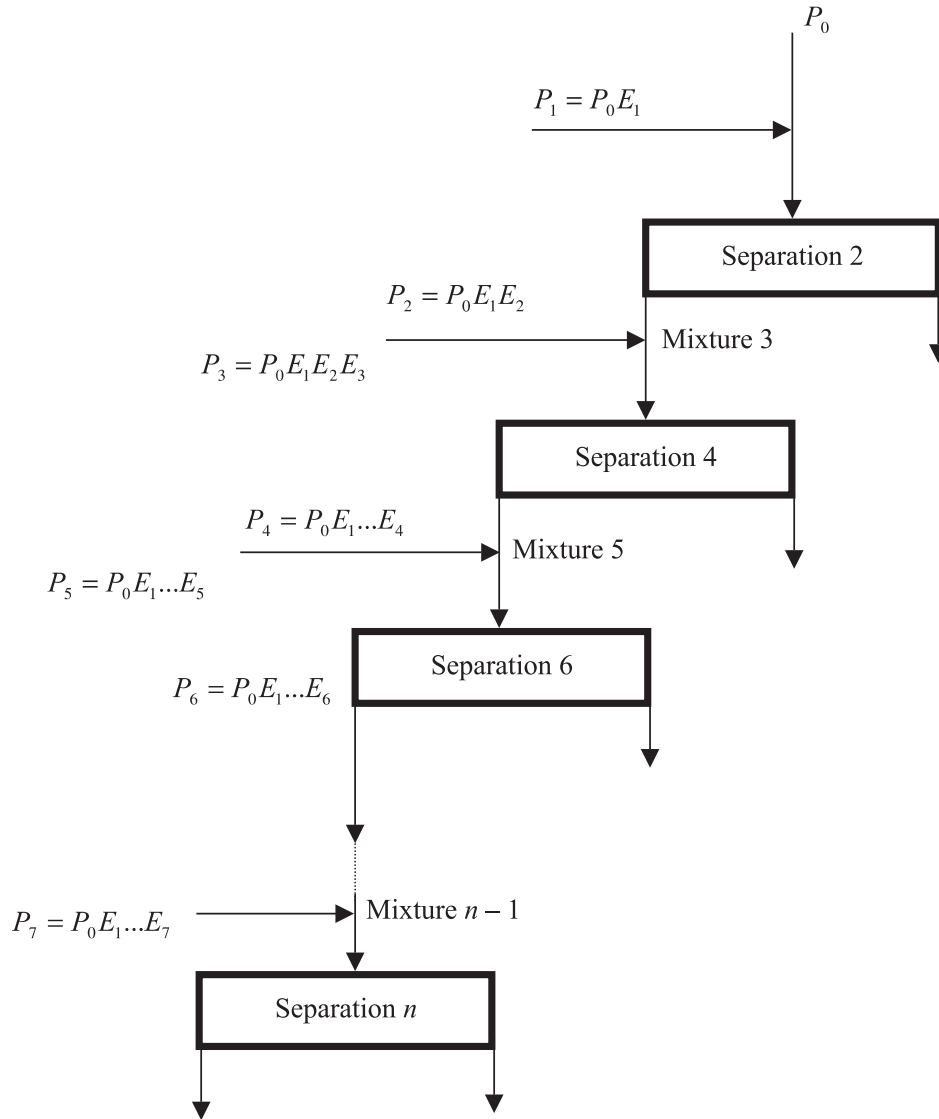 P₀
P₁ = P₀E₁
Separation 2
P₂ = P₀E₁E₂
Mixture 3
P₃ = P₀E₁E₂E₃
Separation 4
P₄ = P₀E₁...E₄
Mixture 5
P₅ = P₀E₁...E₅
Separation 6
P₆ = P₀E₁...E₆
Mixture n – 1
P₇ = P₀E₁...E₇
Separation n